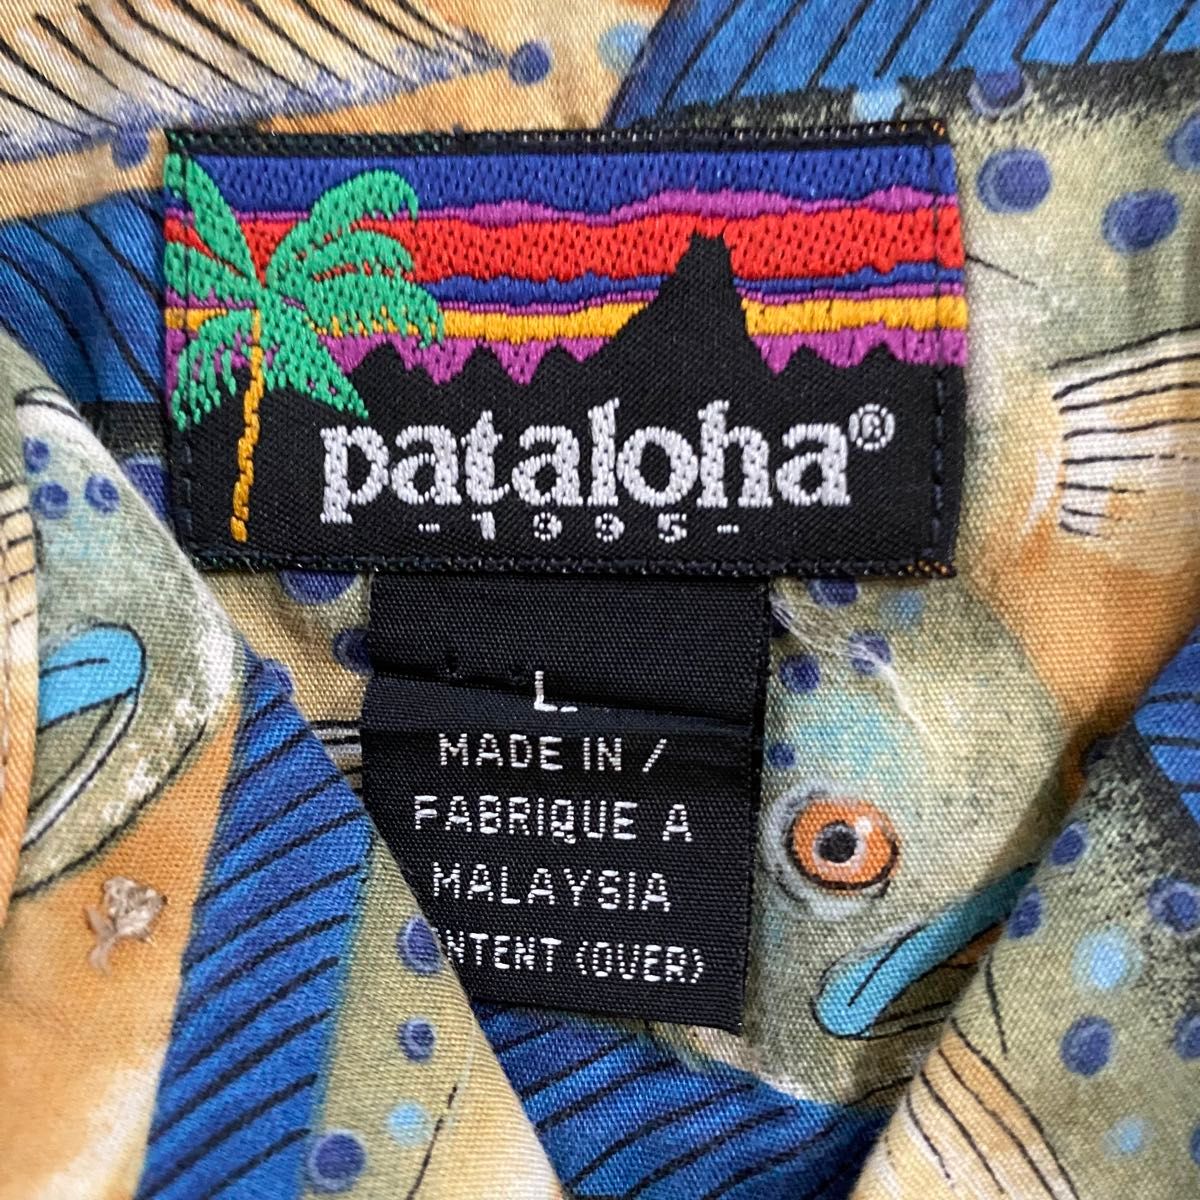 pataloha®
-1995-
L
MADE IN /
FABRIQUE A
MALAYSIA
NTENT (OVER)